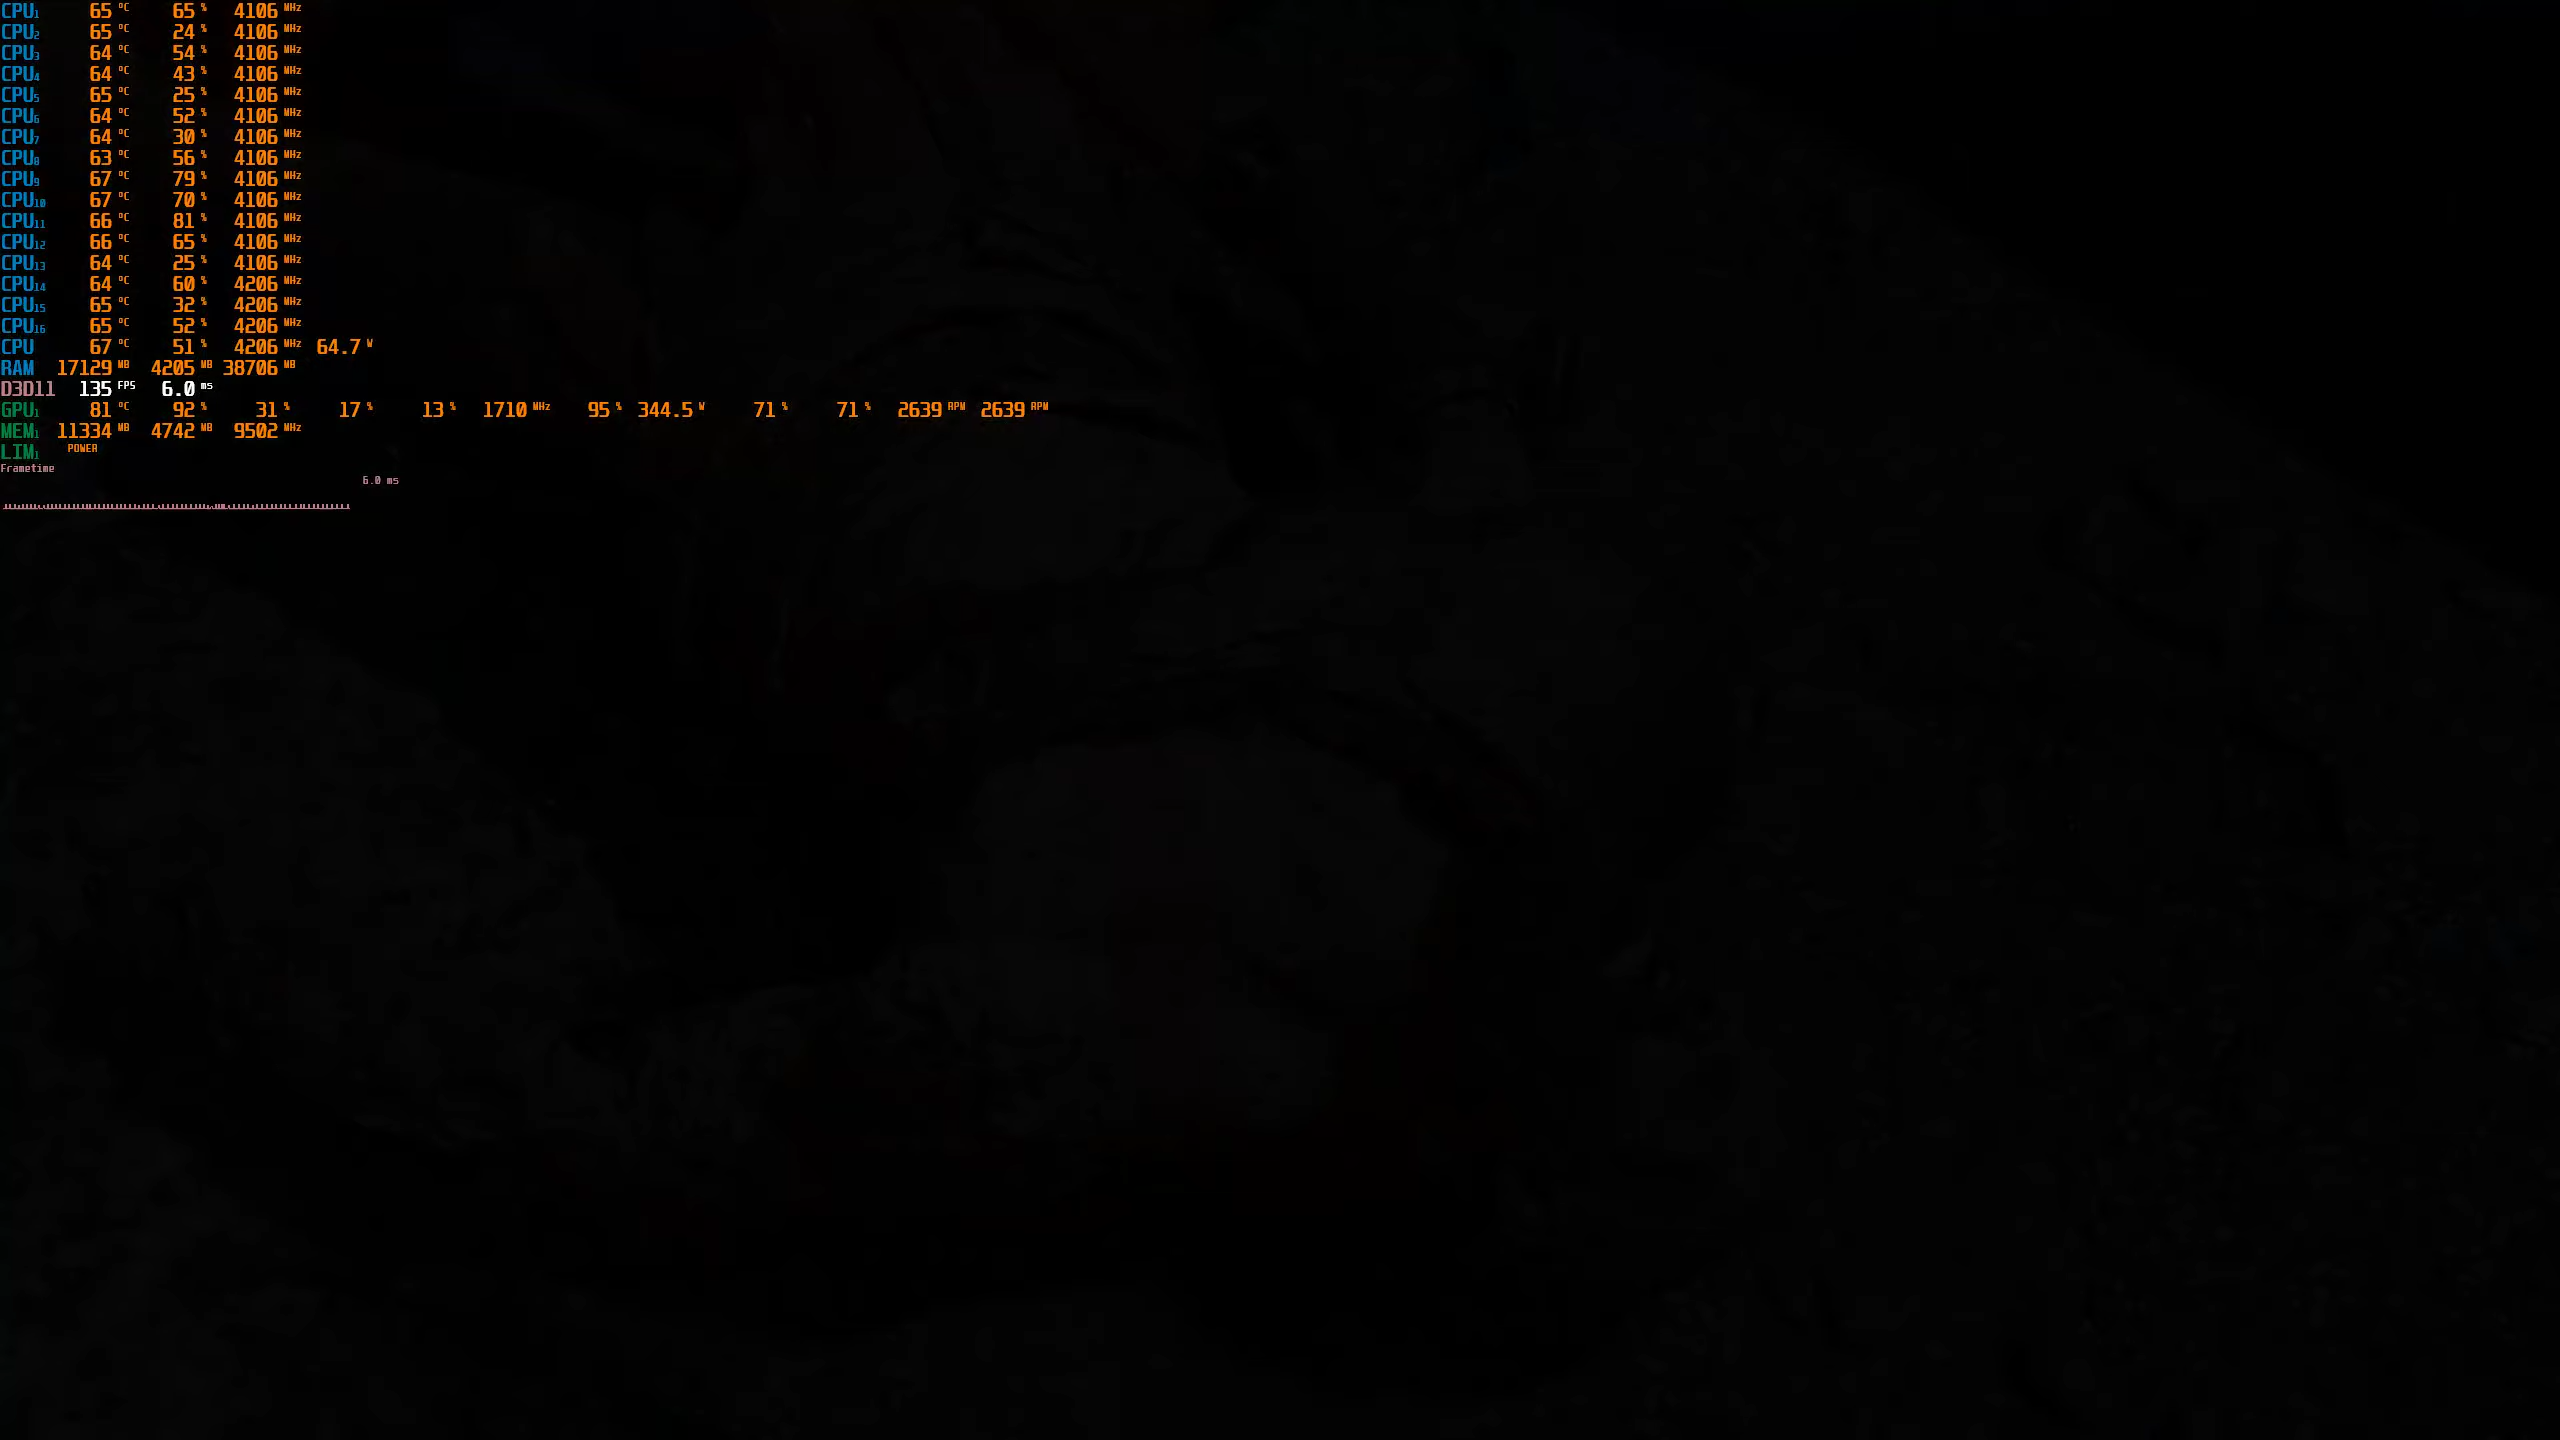 CPU1 65 °C 65 % 4106 MHz
CPU2 65 °C 24 % 4106 MHz
CPU3 64 °C 54 % 4106 MHz
CPU4 64 °C 43 % 4106 MHz
CPU5 65 °C 25 % 4106 MHz
CPU6 64 °C 52 % 4106 MHz
CPU7 64 °C 30 % 4106 MHz
CPU8 63 °C 56 % 4106 MHz
CPU9 67 °C 79 % 4106 MHz
CPU10 67 °C 70 % 4106 MHz
CPU11 66 °C 81 % 4106 MHz
CPU12 66 °C 65 % 4106 MHz
CPU13 64 °C 25 % 4106 MHz
CPU14 64 °C 60 % 4206 MHz
CPU15 65 °C 32 % 4206 MHz
CPU16 65 °C 52 % 4206 MHz
CPU 67 °C 51 % 4206 MHz 64.7 W
RAM 17129 MB 4205 MB 38706 MB
D3D11 135 FPS 6.0 ms
GPU1 81 °C 92 % 31 % 17 % 13 % 1710 MHz 95 % 344.5 W 71 % 71 % 2639 RPM 2639 RPM
MEM1 11334 MB 4742 MB 9502 MHz
LIM1 POWER
Frametime
6.0 ms